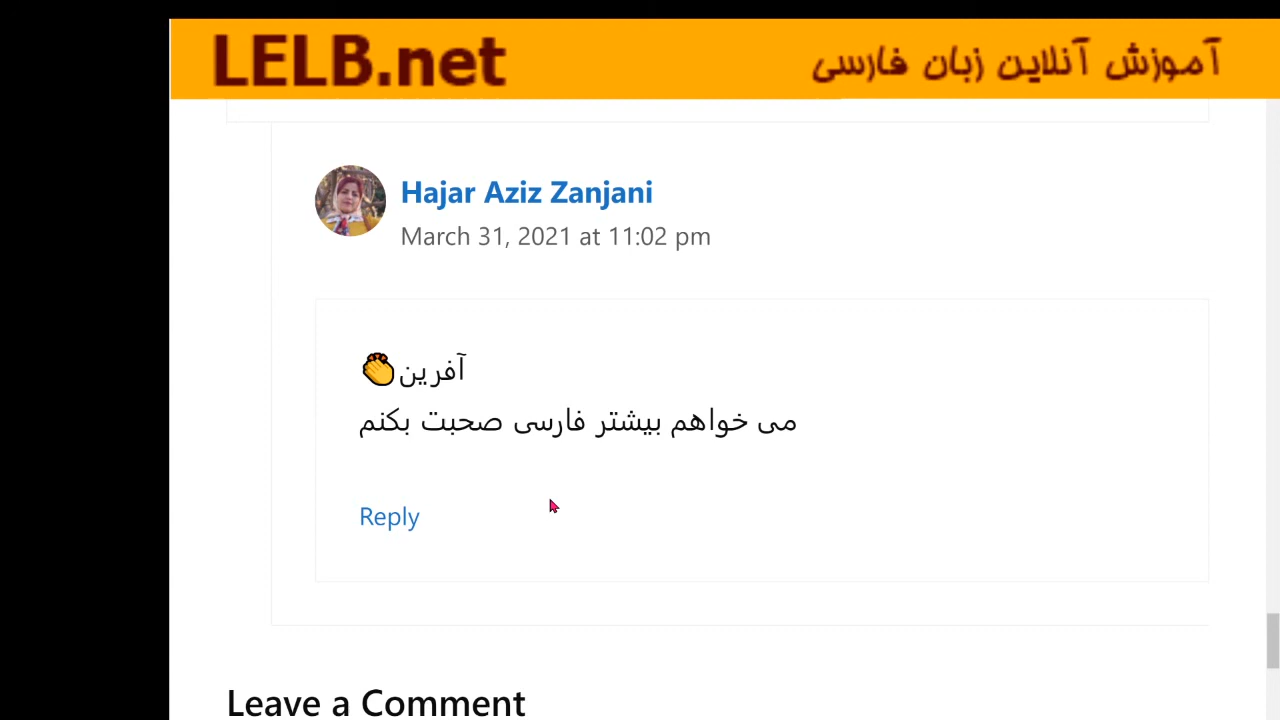 LELB.net
آموزش آنلاین زبان فارسی
Hajar Aziz Zanjani
March 31, 2021 at 11:02 pm
آفرین👏
می خواهم بیشتر فارسی صحبت بکنم
Reply
Leave a Comment